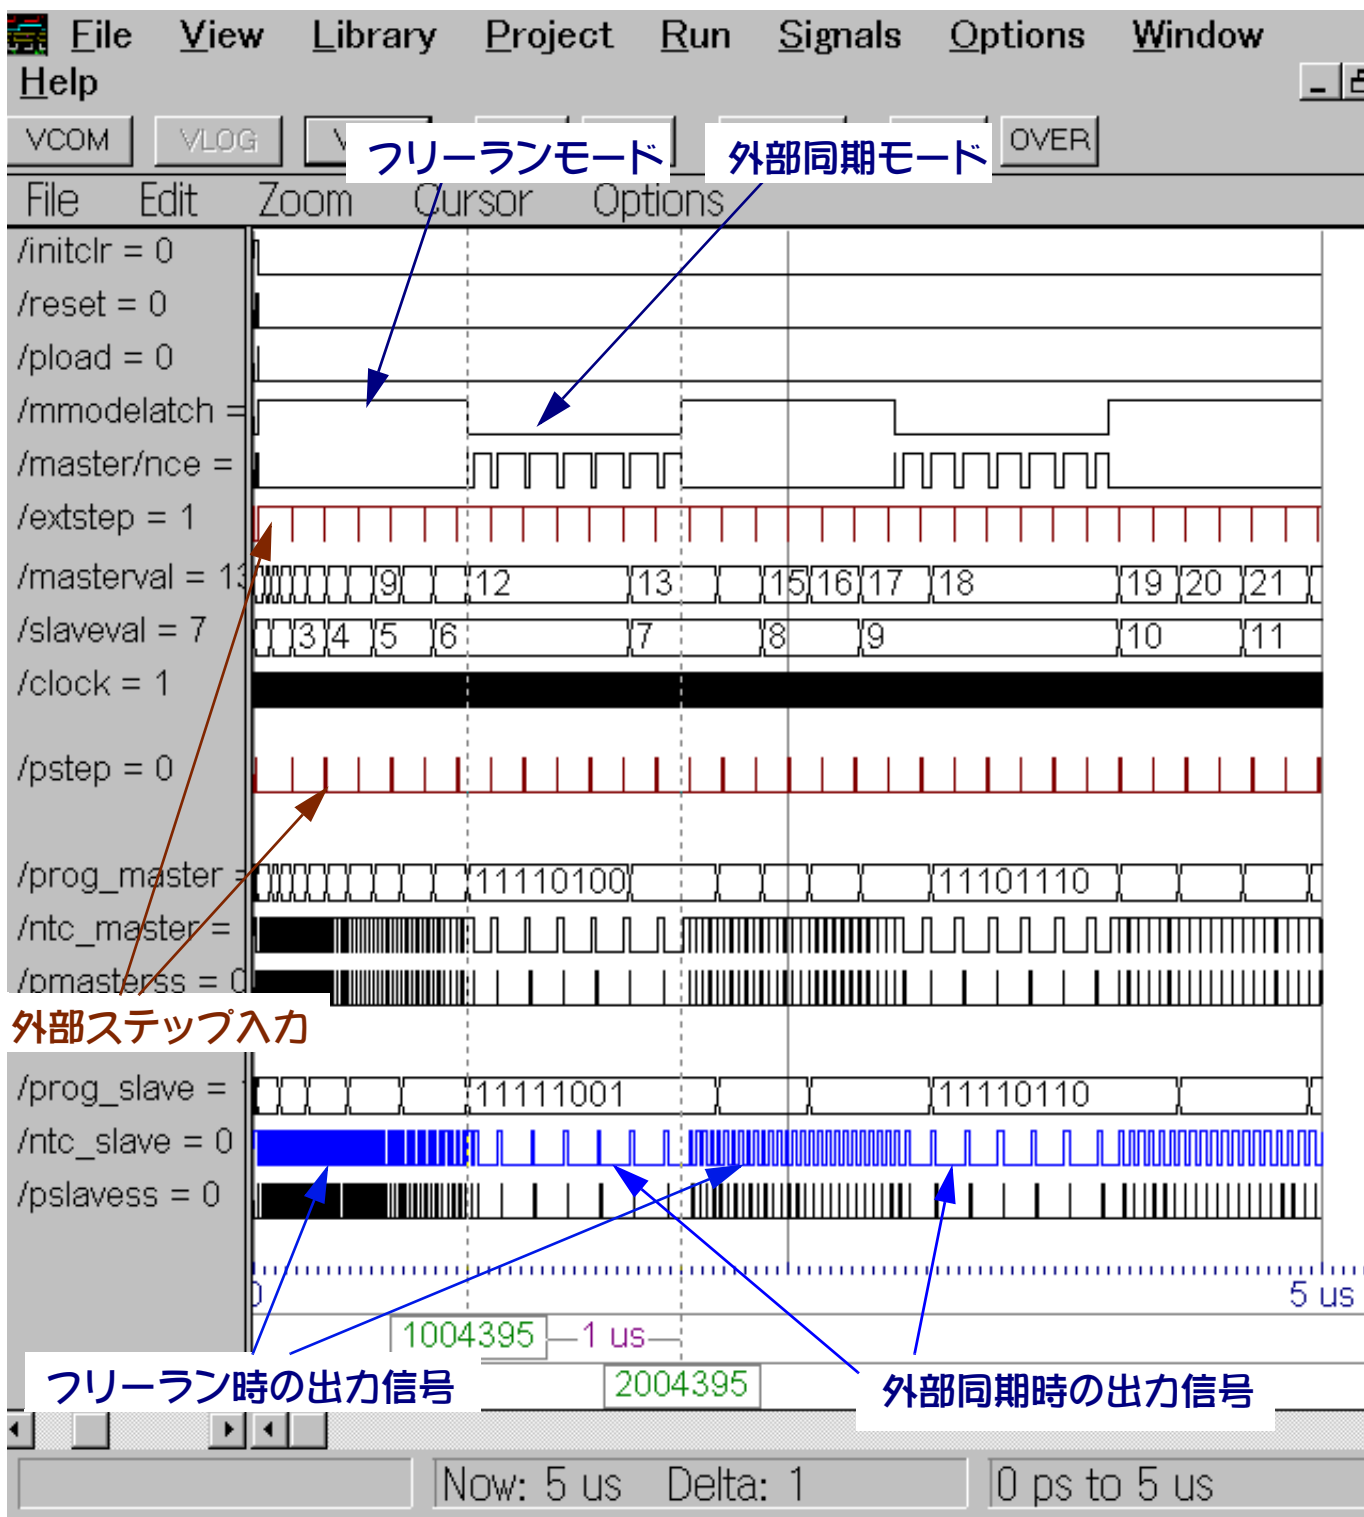 File View Library Project Run Signals Options Window
Help
VCOM VLOG OVER
フリーランモード 外部同期モード
File Edit Zoom Cursor Options
/initclr = 0
/reset = 0
/pload = 0
/mmodelatch =
/master/nce =
/extstep = 1
/masterval = 13 9 12 13 15 16 17 18 19 20 21
/slaveval = 7 3 4 5 6 7 8 9 10 11
/clock = 1
/pstep = 0
/prog_master = 11110100 11101110
/ntc_master =
/pmasterss = 0
外部ステップ入力
/prog_slave = 11111001 11110110
/ntc_slave = 0
/pslavess = 0
0 5 us
1004395 1 us
フリーラン時の出力信号 2004395 外部同期時の出力信号
Now: 5 us Delta: 1 0 ps to 5 us